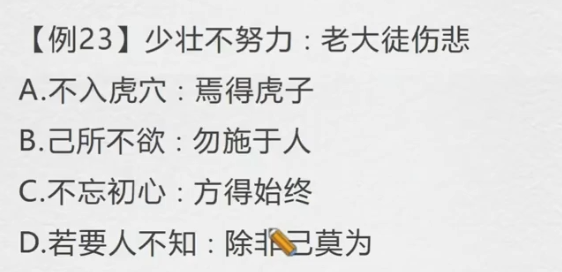 【例23】少壮不努力：老大徒伤悲
A.不入虎穴：焉得虎子
B.己所不欲：勿施于人
C.不忘初心：方得始终
D.若要人不知：除非己莫为